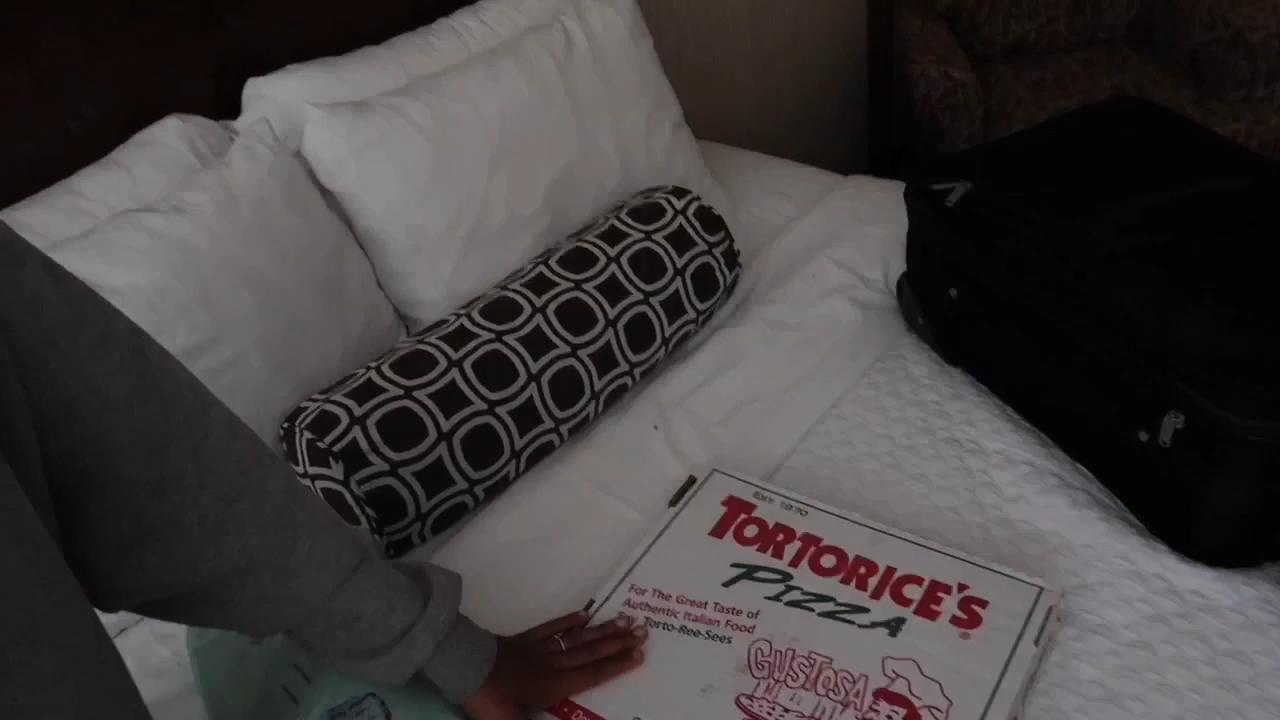 EST. 1970
TORTORICE'S®
PIZZA
For The Great Taste of
Authentic Italian Food
Torto-Ree-Sees
GUSTOSA